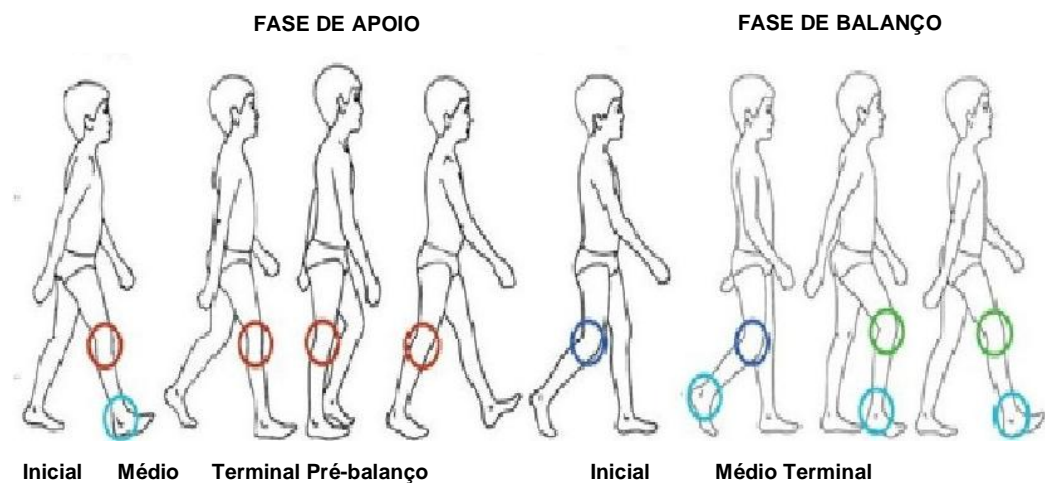 FASE DE APOIO FASE DE BALANÇO
Inicial Médio Terminal Pré-balanço Inicial Médio Terminal